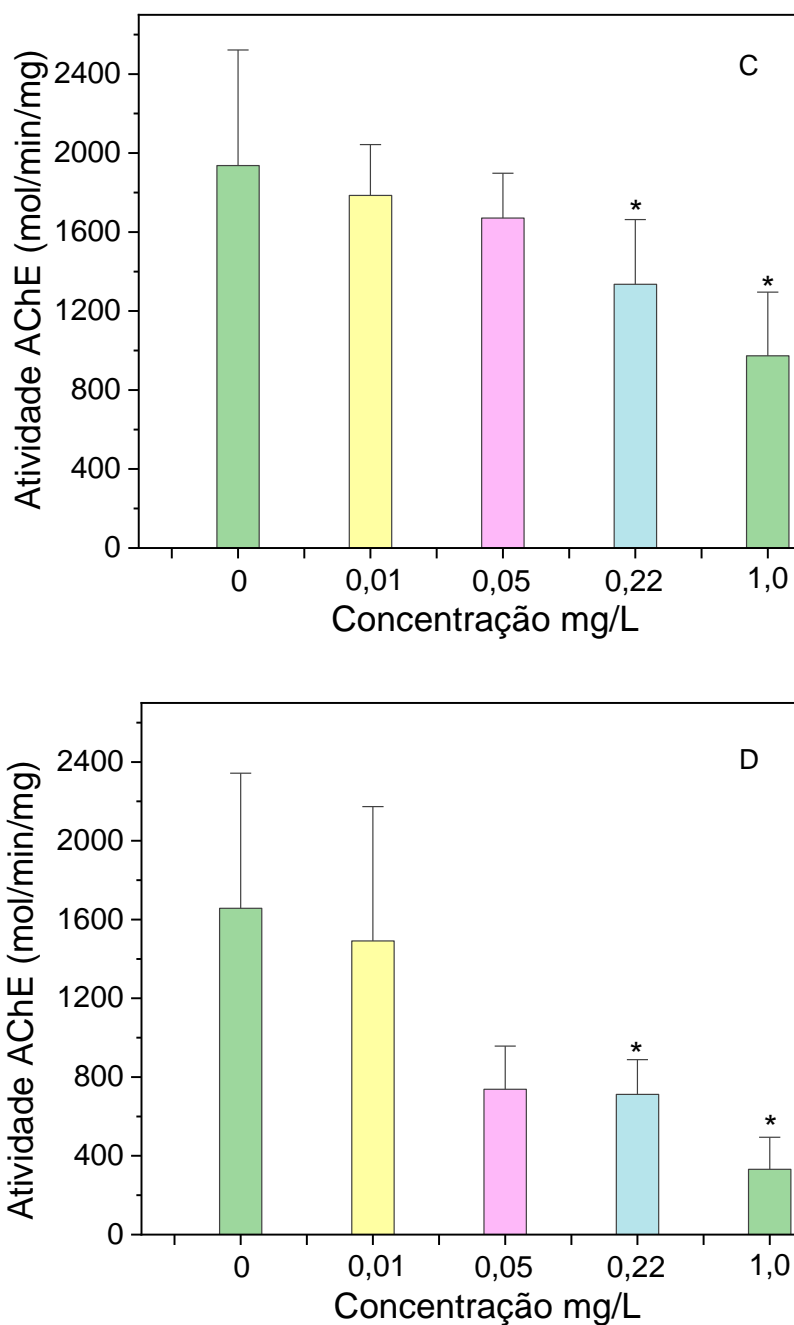 C
2400
2000
1600
1200
800
400
0
Atividade AChE (mol/min/mg)
*
*
0 0,01 0,05 0,22 1,0
Concentração mg/L
D
2400
2000
1600
1200
800
400
0
Atividade AChE (mol/min/mg)
*
*
0 0,01 0,05 0,22 1,0
Concentração mg/L